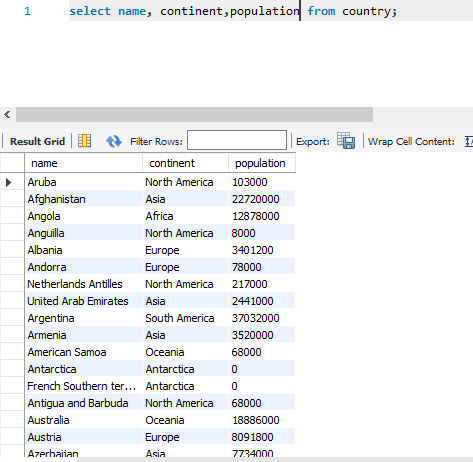 1 select name, continent,population from country;
Result Grid Filter Rows: Export: Wrap Cell Content:
name continent population
Aruba North America 103000
Afghanistan Asia 22720000
Angola Africa 12878000
Anguilla North America 8000
Albania Europe 3401200
Andorra Europe 78000
Netherlands Antilles North America 217000
United Arab Emirates Asia 2441000
Argentina South America 37032000
Armenia Asia 3520000
American Samoa Oceania 68000
Antarctica Antarctica 0
French Southern ter... Antarctica 0
Antigua and Barbuda North America 68000
Australia Oceania 18886000
Austria Europe 8091800
Azerbaijan Asia 7734000